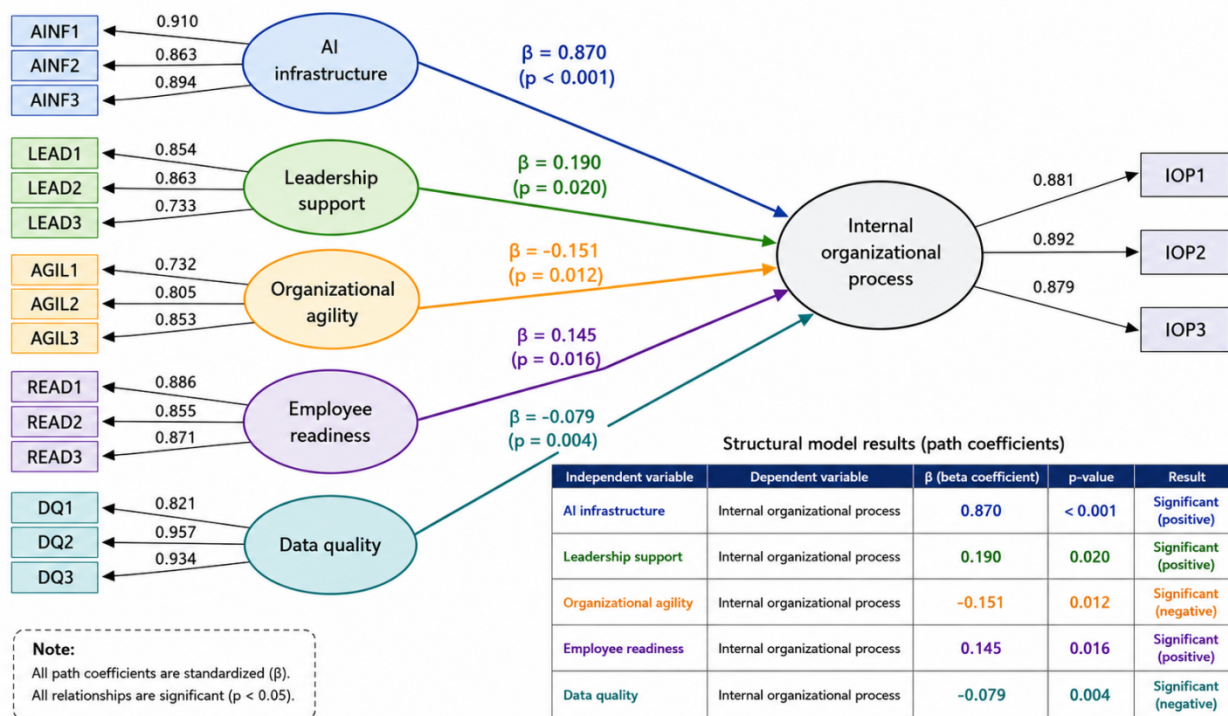 AINF1
AINF2
AINF3
0.910
0.863
0.894
AI
infrastructure
β = 0.870
(p < 0.001)
LEAD1
LEAD2
LEAD3
0.854
0.863
0.733
Leadership
support
β = 0.190
(p = 0.020)
AGIL1
AGIL2
AGIL3
0.732
0.805
0.853
Organizational
agility
β = -0.151
(p = 0.012)
READ1
READ2
READ3
0.886
0.855
0.871
Employee
readiness
β = 0.145
(p = 0.016)
DQ1
DQ2
DQ3
0.821
0.957
0.934
Data quality
β = -0.079
(p = 0.004)
Internal
organizational
process
0.881
0.892
0.879
IOP1
IOP2
IOP3
Structural model results (path coefficients)
Independent variable Dependent variable β (beta coefficient) p-value Result
AI infrastructure Internal organizational process 0.870 < 0.001 Significant
(positive)
Leadership support Internal organizational process 0.190 0.020 Significant
(positive)
Organizational agility Internal organizational process -0.151 0.012 Significant
(negative)
Employee readiness Internal organizational process 0.145 0.016 Significant
(positive)
Data quality Internal organizational process -0.079 0.004 Significant
(negative)
Note:
All path coefficients are standardized (β).
All relationships are significant (p < 0.05).